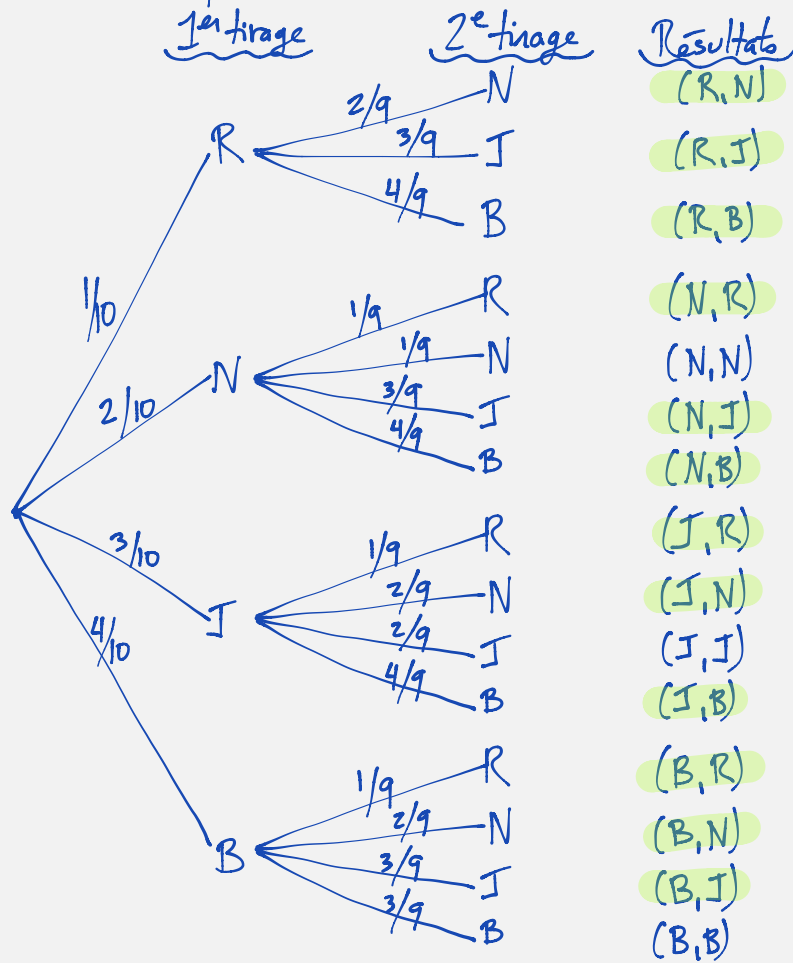 1er tirage 2e tirage Résultats
2/9 N (R,N)
R 3/9 J (R,J)
4/9 B (R,B)
1/10
1/9 R (N,R)
N 1/9 N (N,N)
2/10 3/9 J (N,J)
4/9 B (N,B)
3/10
1/9 R (J,R)
2/9 N (J,N)
J 2/9 J (J,J)
4/10
4/9 B (J,B)
1/9 R (B,R)
2/9 N (B,N)
B 3/9 J (B,J)
3/9 B (B,B)